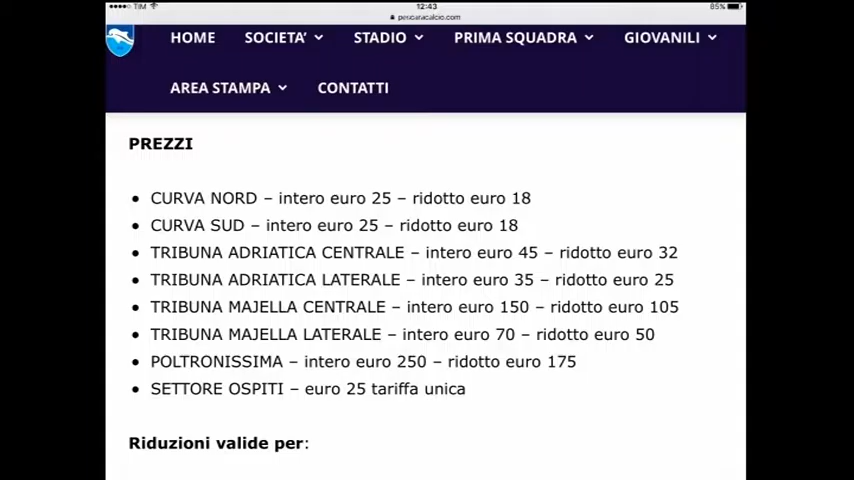 TIM
12:43
85%
pescaracalcio.com
HOME SOCIETA’ STADIO PRIMA SQUADRA GIOVANILI
AREA STAMPA CONTATTI
PREZZI
• CURVA NORD – intero euro 25 – ridotto euro 18
• CURVA SUD – intero euro 25 – ridotto euro 18
• TRIBUNA ADRIATICA CENTRALE – intero euro 45 – ridotto euro 32
• TRIBUNA ADRIATICA LATERALE – intero euro 35 – ridotto euro 25
• TRIBUNA MAJELLA CENTRALE – intero euro 150 – ridotto euro 105
• TRIBUNA MAJELLA LATERALE – intero euro 70 – ridotto euro 50
• POLTRONISSIMA – intero euro 250 – ridotto euro 175
• SETTORE OSPITI – euro 25 tariffa unica
Riduzioni valide per: